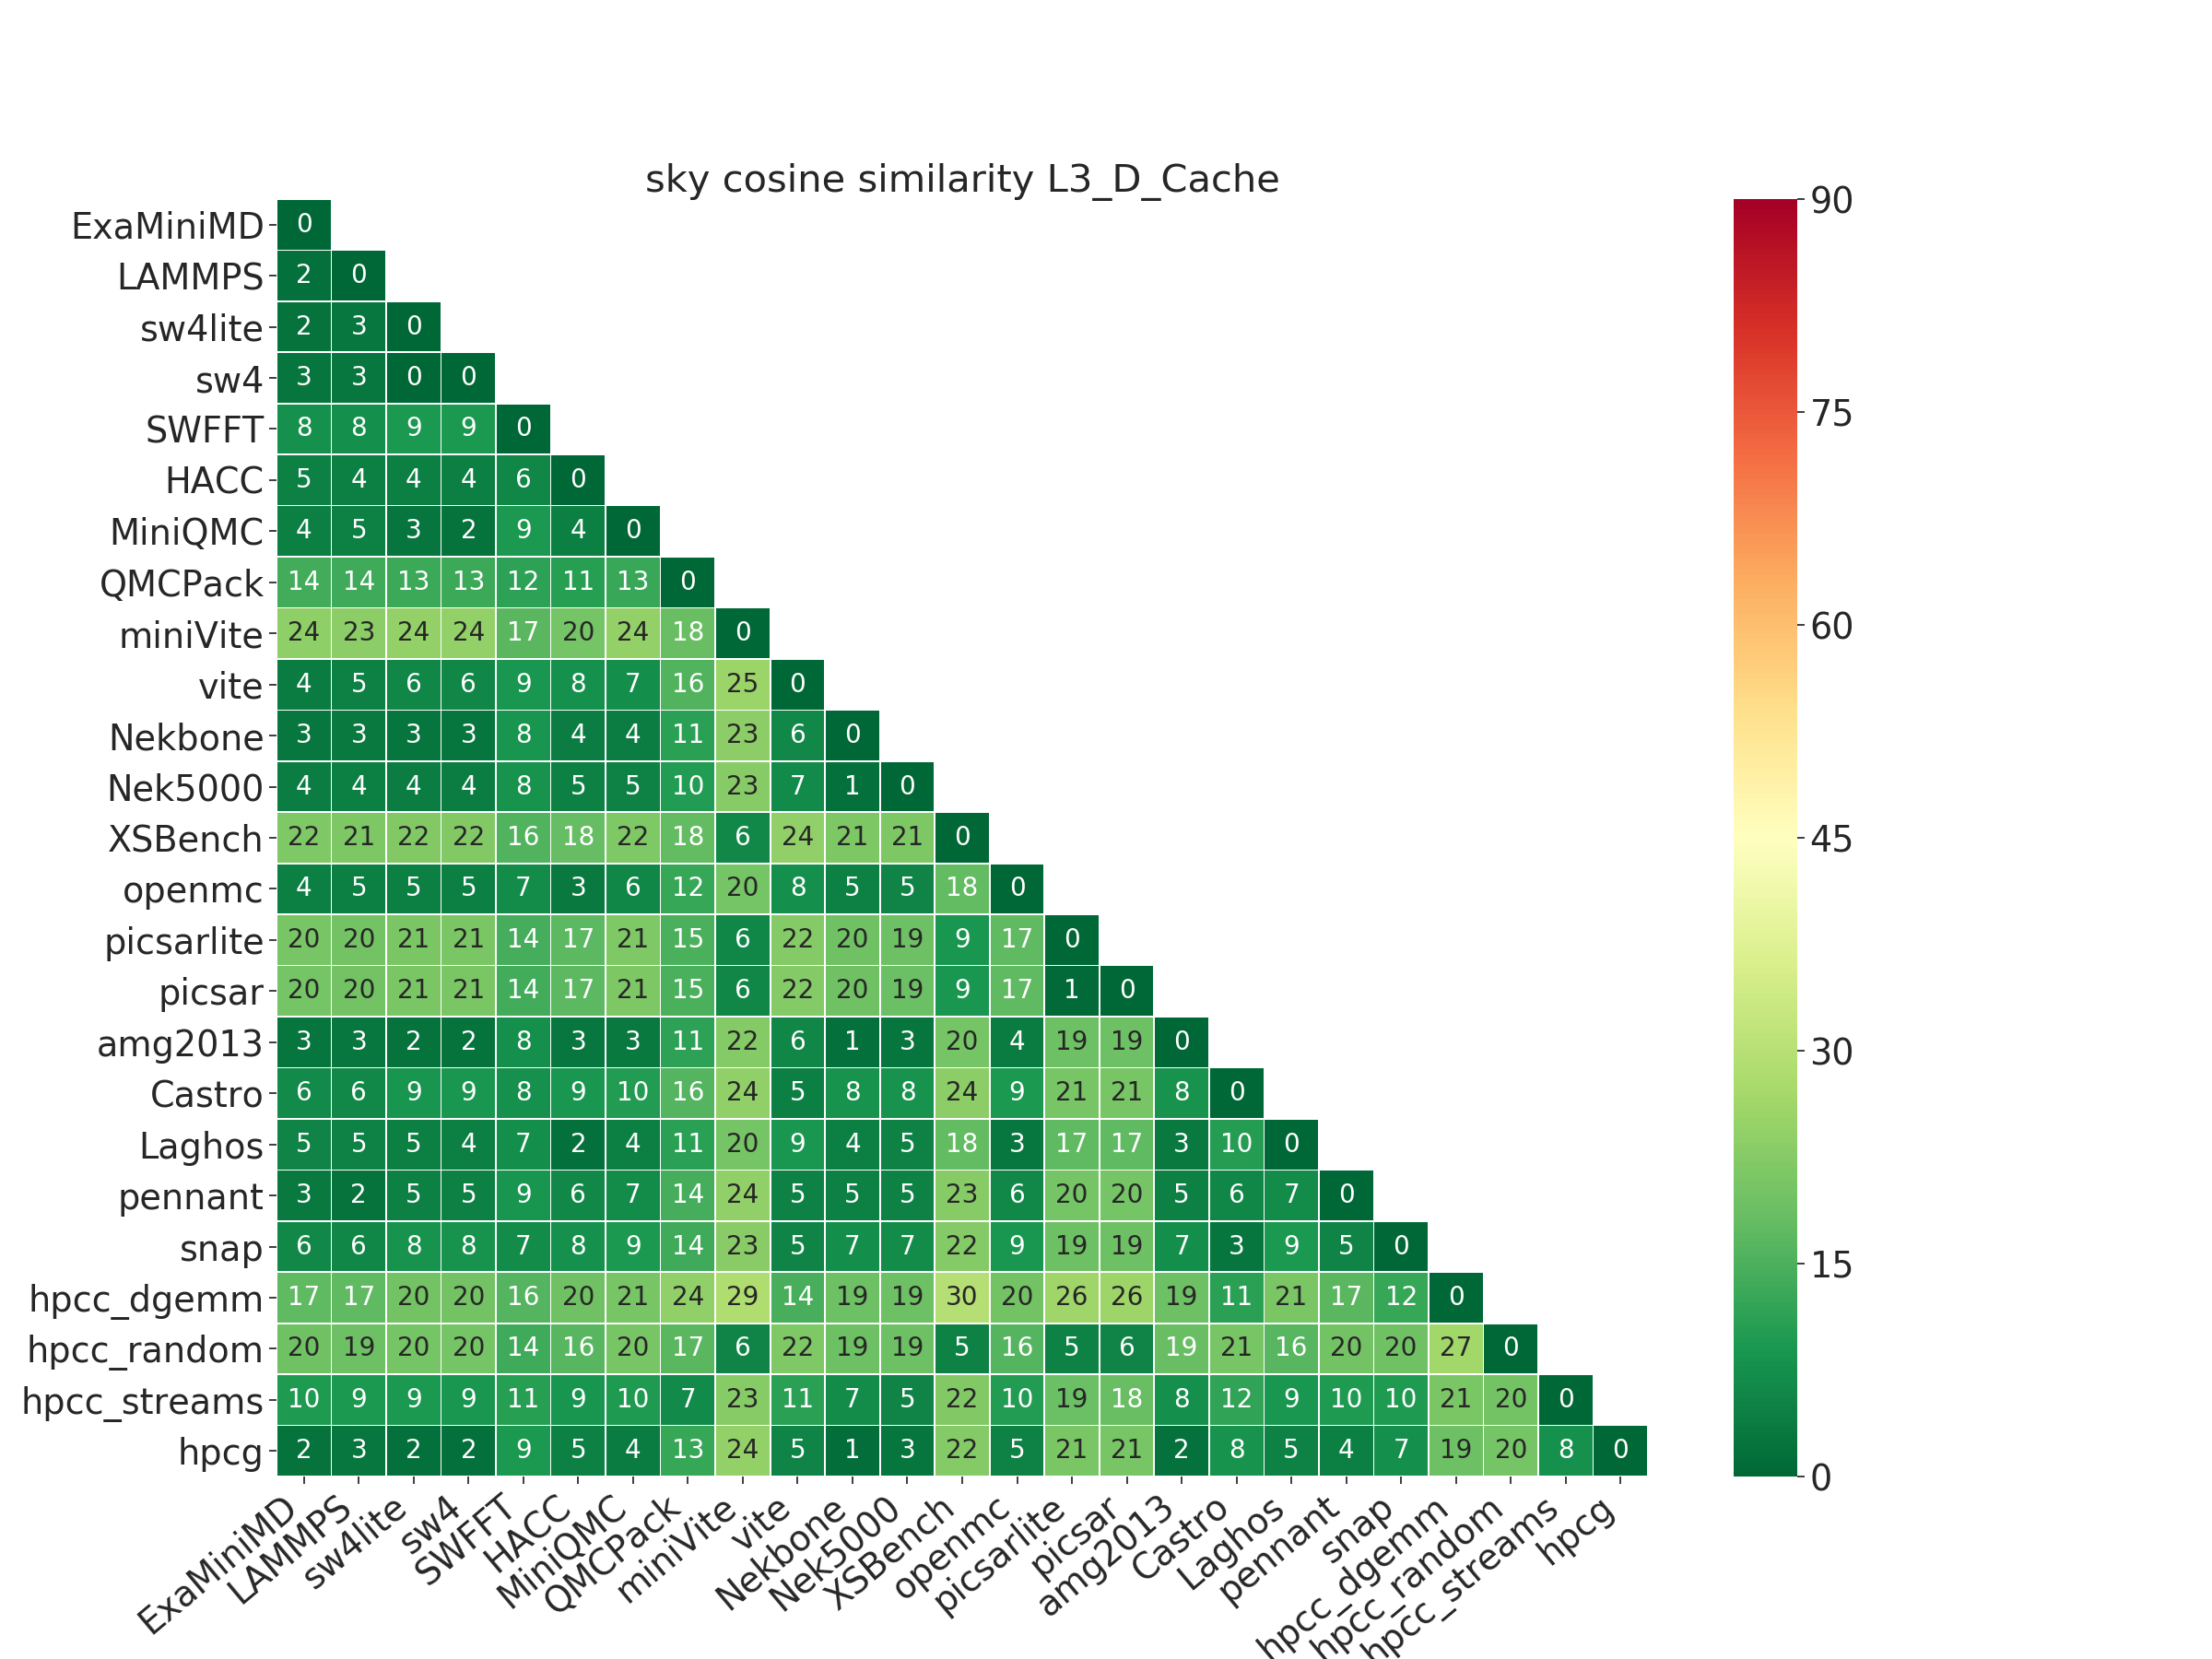 sky cosine similarity L3_D_Cache
ExaMiniMD 0
LAMMPS 2 0
sw4lite 2 3 0
sw4 3 3 0 0
SWFFT 8 8 9 9 0
HACC 5 4 4 4 6 0
MiniQMC 4 5 3 2 9 4 0
QMCPack 14 14 13 13 12 11 13 0
miniVite 24 23 24 24 17 20 24 18 0
vite 4 5 6 6 9 8 7 16 25 0
Nekbone 3 3 3 3 8 4 4 11 23 6 0
Nek5000 4 4 4 4 8 5 5 10 23 7 1 0
XSBench 22 21 22 22 16 18 22 18 6 24 21 21 0
openmc 4 5 5 5 7 3 6 12 20 8 5 5 18 0
picsarlite 20 20 21 21 14 17 21 15 6 22 20 19 9 17 0
picsar 20 20 21 21 14 17 21 15 6 22 20 19 9 17 1 0
amg2013 3 3 2 2 8 3 3 11 22 6 1 3 20 4 19 19 0
Castro 6 6 9 9 8 9 10 16 24 5 8 8 24 9 21 21 8 0
Laghos 5 5 5 4 7 2 4 11 20 9 4 5 18 3 17 17 3 10 0
pennant 3 2 5 5 9 6 7 14 24 5 5 5 23 6 20 20 5 6 7 0
snap 6 6 8 8 7 8 9 14 23 5 7 7 22 9 19 19 7 3 9 5 0
hpcc_dgemm 17 17 20 20 16 20 21 24 29 14 19 19 30 20 26 26 19 11 21 17 12 0
hpcc_random 20 19 20 20 14 16 20 17 6 22 19 19 5 16 5 6 19 21 16 20 20 27 0
hpcc_streams 10 9 9 9 11 9 10 7 23 11 7 5 22 10 19 18 8 12 9 10 10 21 20 0
hpcg 2 3 2 2 9 5 4 13 24 5 1 3 22 5 21 21 2 8 5 4 7 19 20 8 0
ExaMiniMD
LAMMPS
sw4lite
sw4
SWFFT
HACC
MiniQMC
QMCPack
miniVite
vite
Nekbone
Nek5000
XSBench
openmc
picsarlite
picsar
amg2013
Castro
Laghos
pennant
snap
hpcc_dgemm
hpcc_random
hpcc_streams
hpcg
90
75
60
45
30
15
0